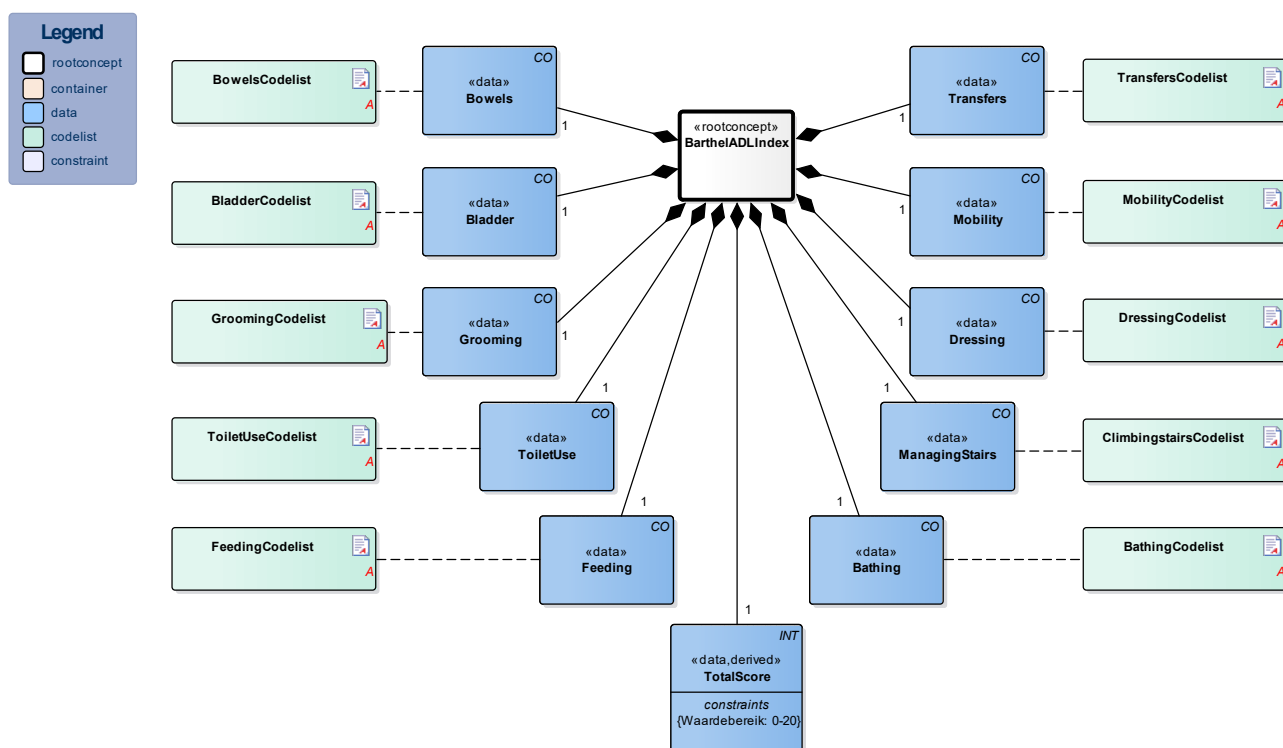 Legend
rootconcept
container
data
codelist
constraint
BowelsCodelist
A
CO
«data»
Bowels
1
«rootconcept»
BarthelADLIndex
CO
«data»
Transfers
1
TransfersCodelist
A
BladderCodelist
A
CO
«data»
Bladder
1
CO
«data»
Mobility
1
MobilityCodelist
A
GroomingCodelist
A
CO
«data»
Grooming
1
CO
«data»
Dressing
1
DressingCodelist
A
ToiletUseCodelist
A
CO
«data»
ToiletUse
1
CO
«data»
ManagingStairs
1
ClimbingstairsCodelist
A
FeedingCodelist
A
CO
«data»
Feeding
1
CO
«data»
Bathing
1
BathingCodelist
A
1
INT
«data,derived»
TotalScore
constraints
{Waardebereik: 0-20}